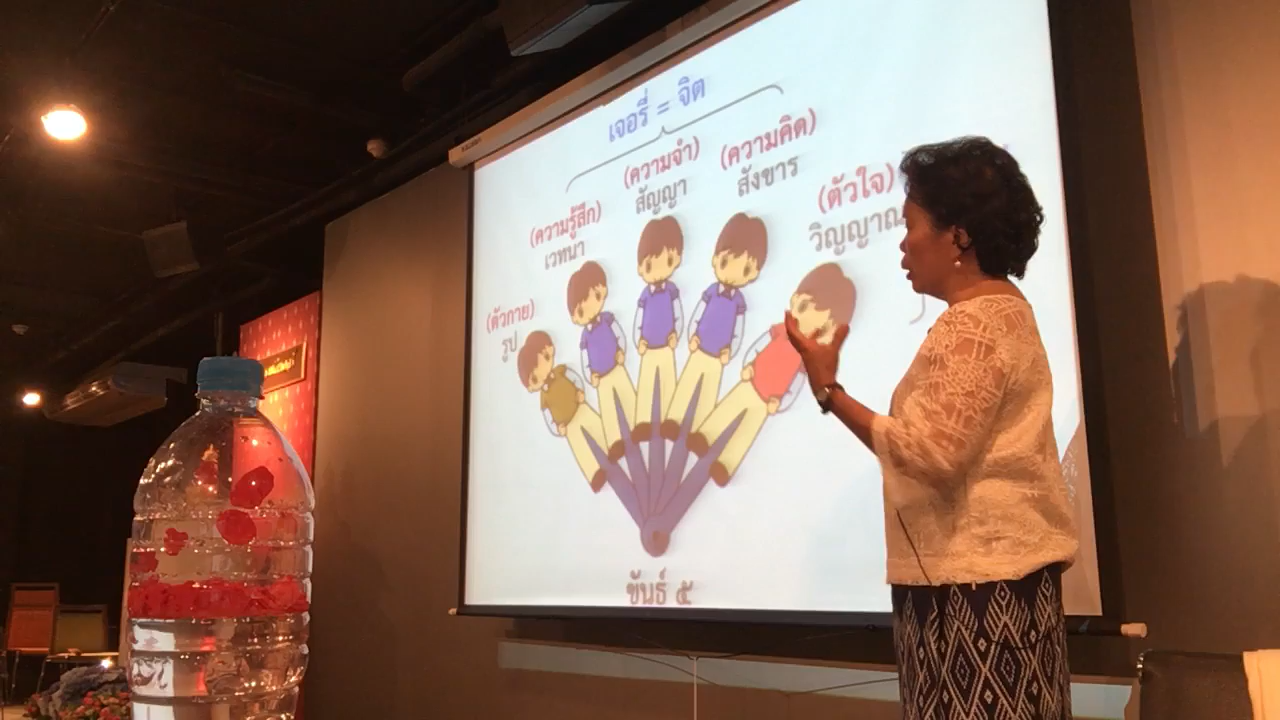 เจอรี่ = จิต
(ความคิด)
สังขาร
(ความจำ)
สัญญา
(ตัวใจ)
วิญญาณ
(ความรู้สึก)
เวทนา
(ตัวกาย)
รูป
ขันธ์ ๕